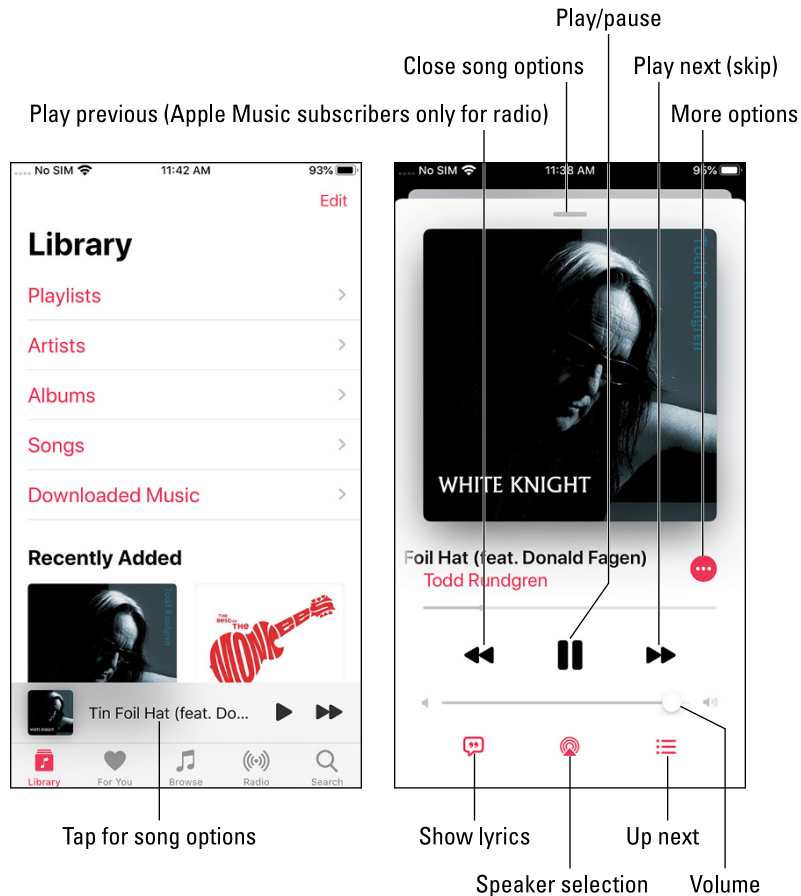 Play/pause
Close song options
Play next (skip)
Play previous (Apple Music subscribers only for radio)
More options
No SIM
11:42 AM
93%
Edit
Library
Playlists
Artists
Albums
Songs
Downloaded Music
Recently Added
Todd Rundgren
THE
BEST OF
THE
MONKEES
WHITE KNIGHT
Tin Foil Hat (feat. Do...
Library
For You
Browse
Radio
Search
Tap for song options
No SIM
11:38 AM
95%
Todd Rundgren
WHITE KNIGHT
Foil Hat (feat. Donald Fagen)
Todd Rundgren
Show lyrics
Up next
Speaker selection
Volume